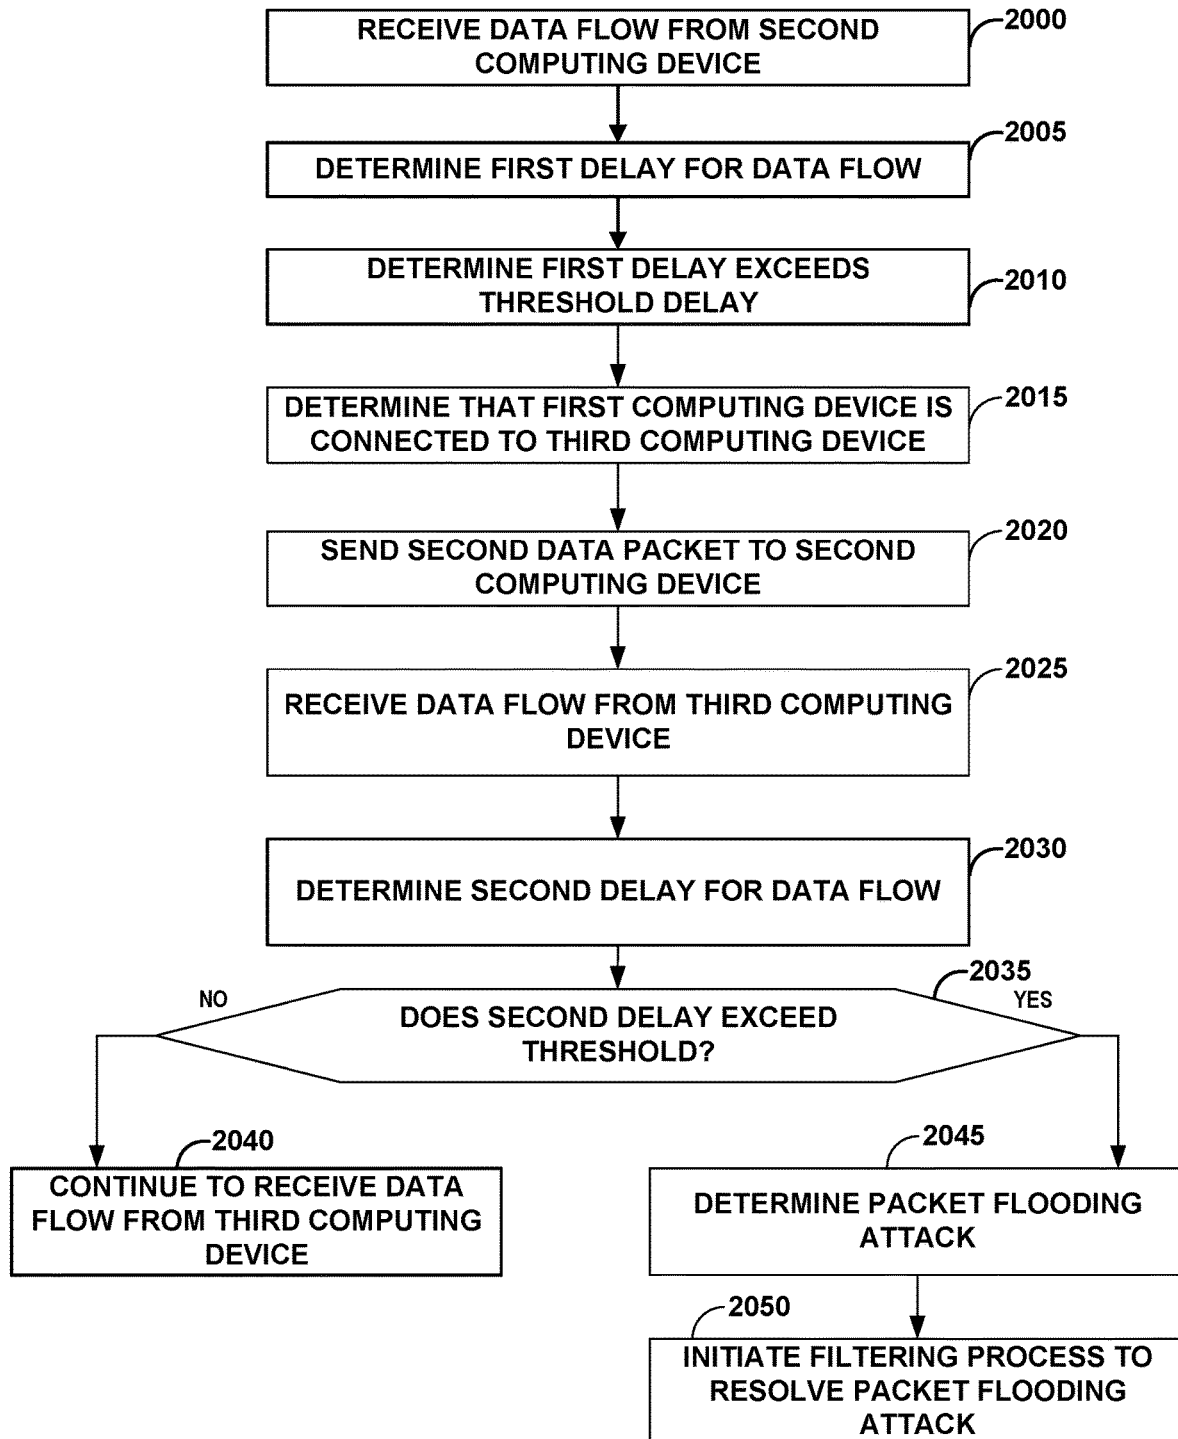 RECEIVE DATA FLOW FROM SECOND
COMPUTING DEVICE
2000
DETERMINE FIRST DELAY FOR DATA FLOW
2005
DETERMINE FIRST DELAY EXCEEDS
THRESHOLD DELAY
2010
DETERMINE THAT FIRST COMPUTING DEVICE IS
CONNECTED TO THIRD COMPUTING DEVICE
2015
SEND SECOND DATA PACKET TO SECOND
COMPUTING DEVICE
2020
RECEIVE DATA FLOW FROM THIRD COMPUTING
DEVICE
2025
DETERMINE SECOND DELAY FOR DATA FLOW
2030
2035
NO
YES
DOES SECOND DELAY EXCEED
THRESHOLD?
2040
CONTINUE TO RECEIVE DATA
FLOW FROM THIRD COMPUTING
DEVICE
2045
DETERMINE PACKET FLOODING
ATTACK
2050
INITIATE FILTERING PROCESS TO
RESOLVE PACKET FLOODING
ATTACK